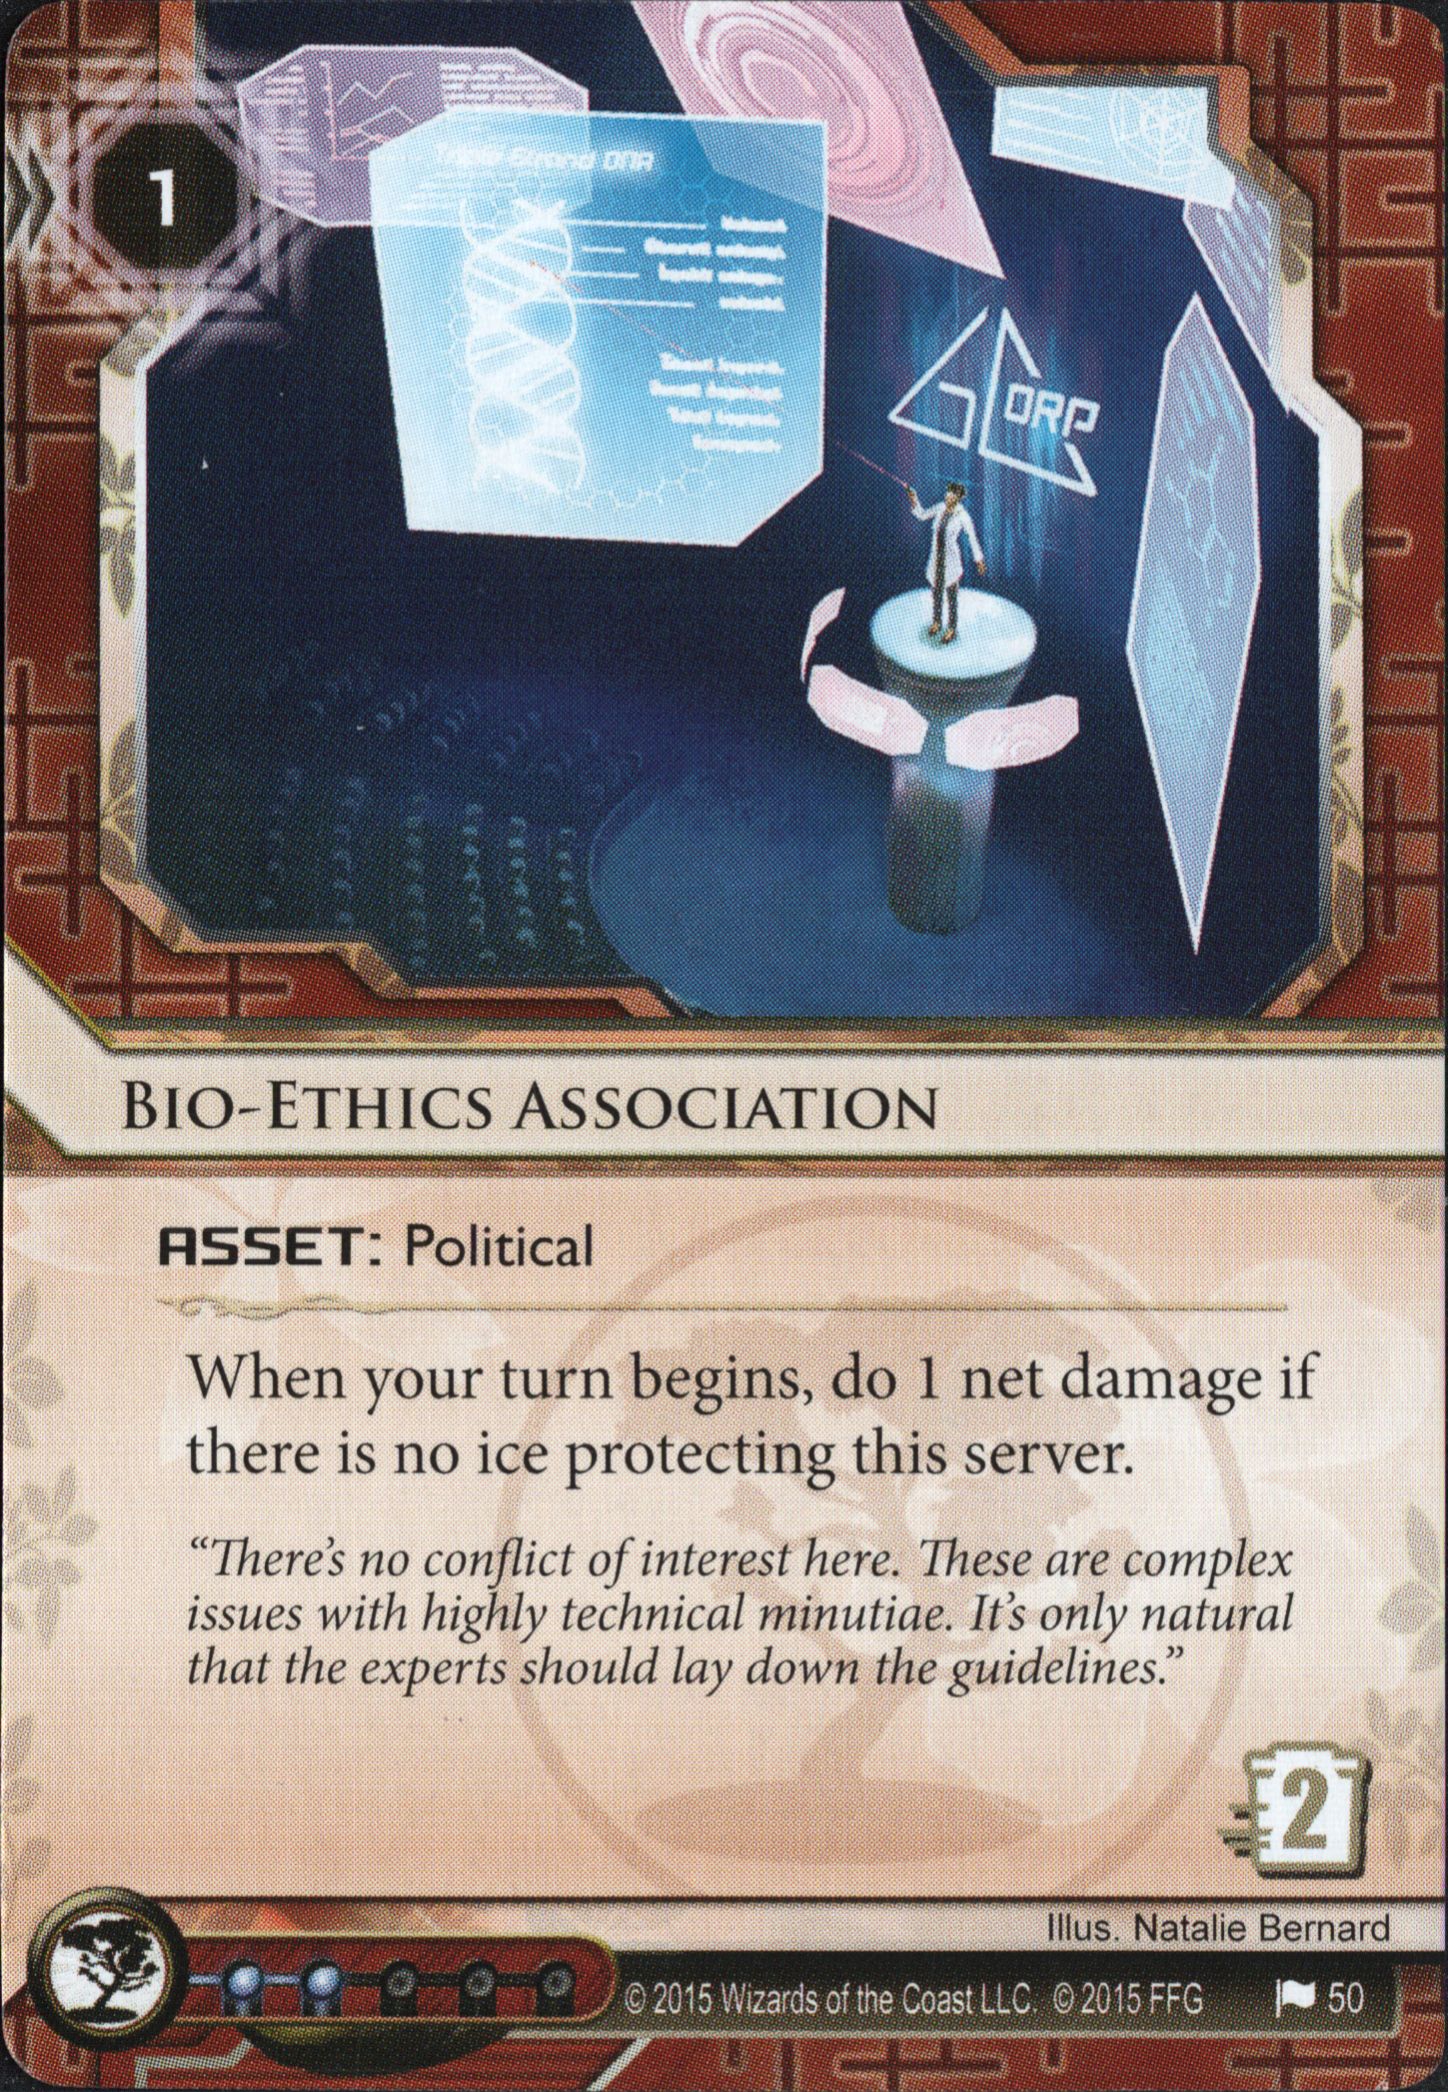 1
Triple Strand DNA
CORP
BIO-ETHICS ASSOCIATION
ASSET: Political
When your turn begins, do 1 net damage if
there is no ice protecting this server.
“There’s no conflict of interest here. These are complex
issues with highly technical minutiae. It’s only natural
that the experts should lay down the guidelines.”
2
Illus. Natalie Bernard
© 2015 Wizards of the Coast LLC. © 2015 FFG 50